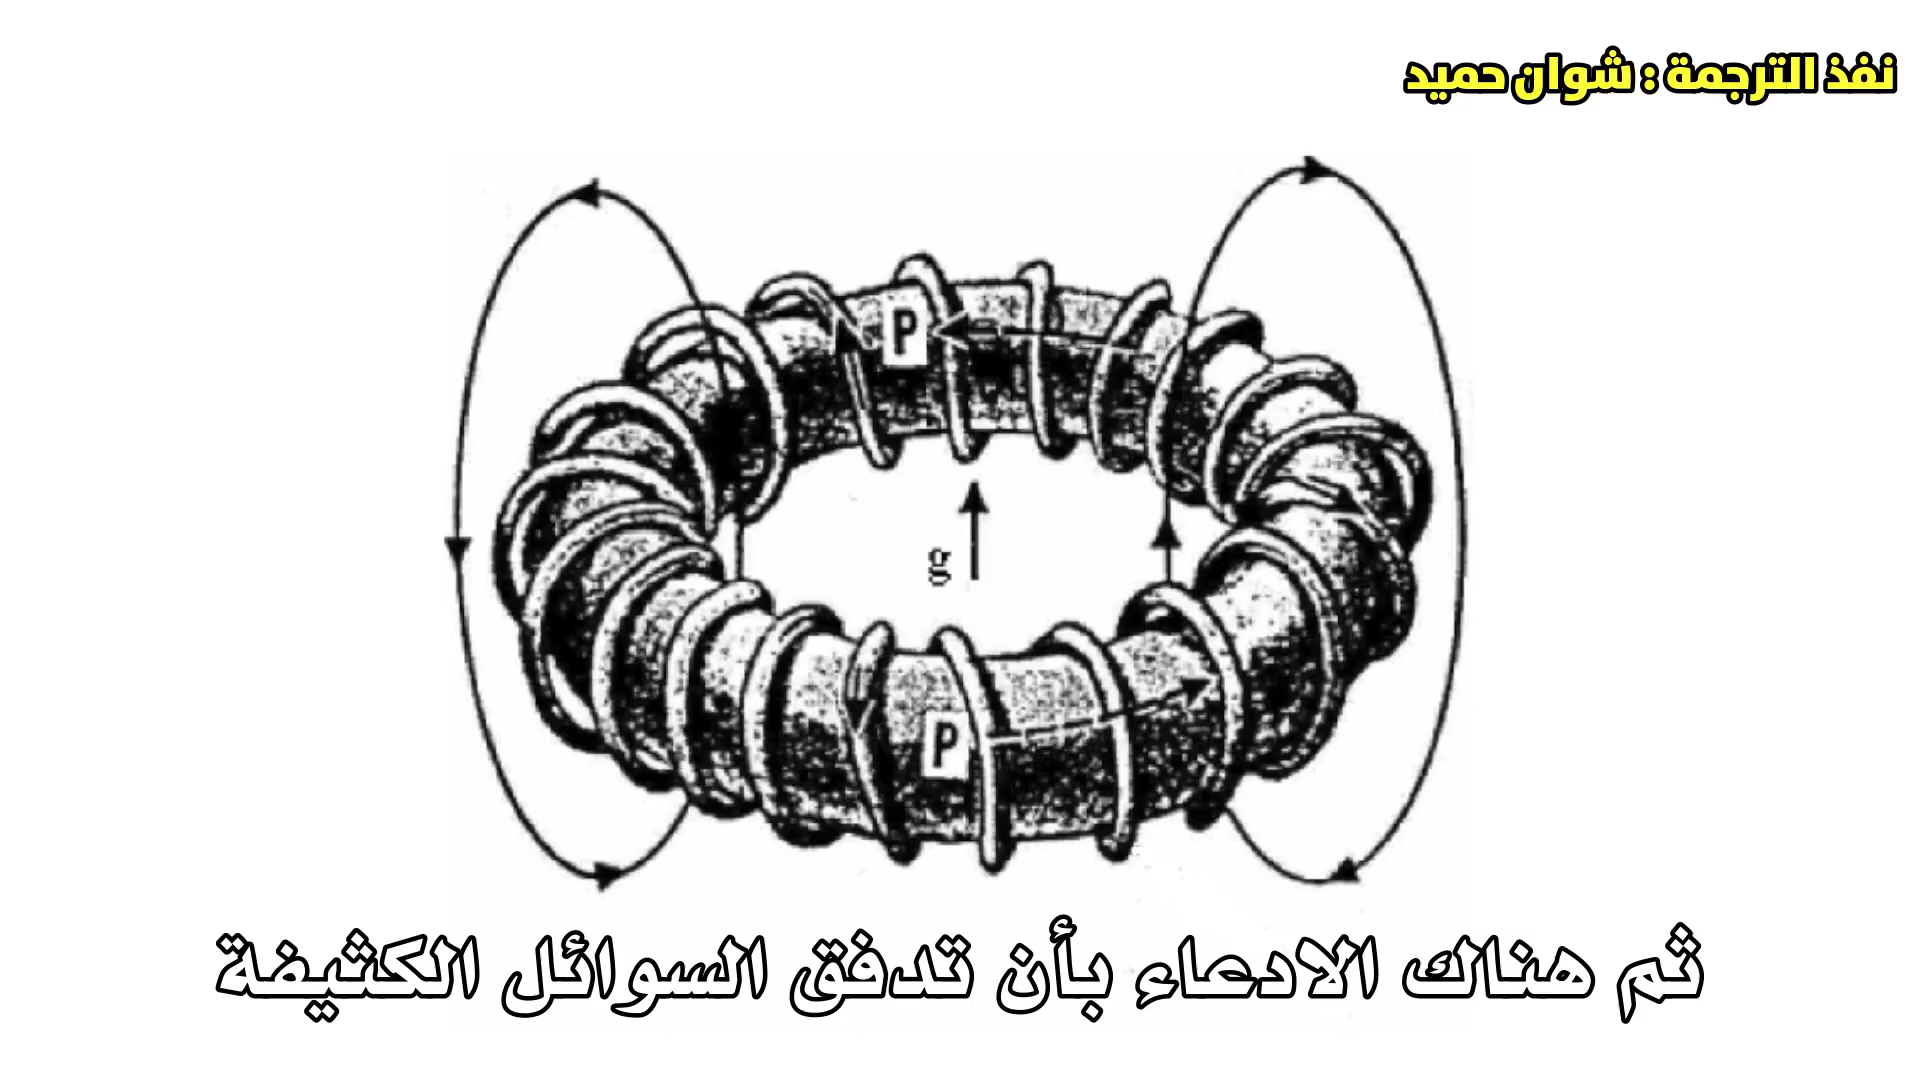 نفذ الترجمة : شوان حميد
P
g
P
ثم هناك الادعاء بأن تدفق السوائل الكثيفة